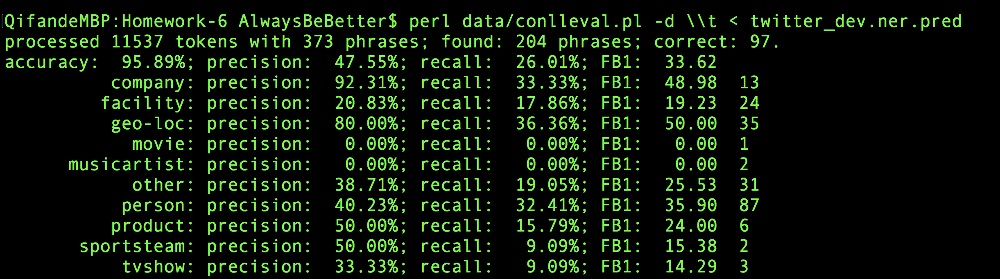 [QifandeMBP:Homework-6 AlwaysBeBetter$ perl data/conlleval.pl -d \\t < twitter_dev.ner.pred
processed 11537 tokens with 373 phrases; found: 204 phrases; correct: 97.
accuracy:  95.89%; precision:  47.55%; recall:  26.01%; FB1:  33.62
          company: precision:  92.31%; recall:  33.33%; FB1:  48.98  13
         facility: precision:  20.83%; recall:  17.86%; FB1:  19.23  24
          geo-loc: precision:  80.00%; recall:  36.36%; FB1:  50.00  35
            movie: precision:   0.00%; recall:   0.00%; FB1:   0.00  1
      musicartist: precision:   0.00%; recall:   0.00%; FB1:   0.00  2
            other: precision:  38.71%; recall:  19.05%; FB1:  25.53  31
           person: precision:  40.23%; recall:  32.41%; FB1:  35.90  87
          product: precision:  50.00%; recall:  15.79%; FB1:  24.00  6
       sportsteam: precision:  50.00%; recall:   9.09%; FB1:  15.38  2
           tvshow: precision:  33.33%; recall:   9.09%; FB1:  14.29  3